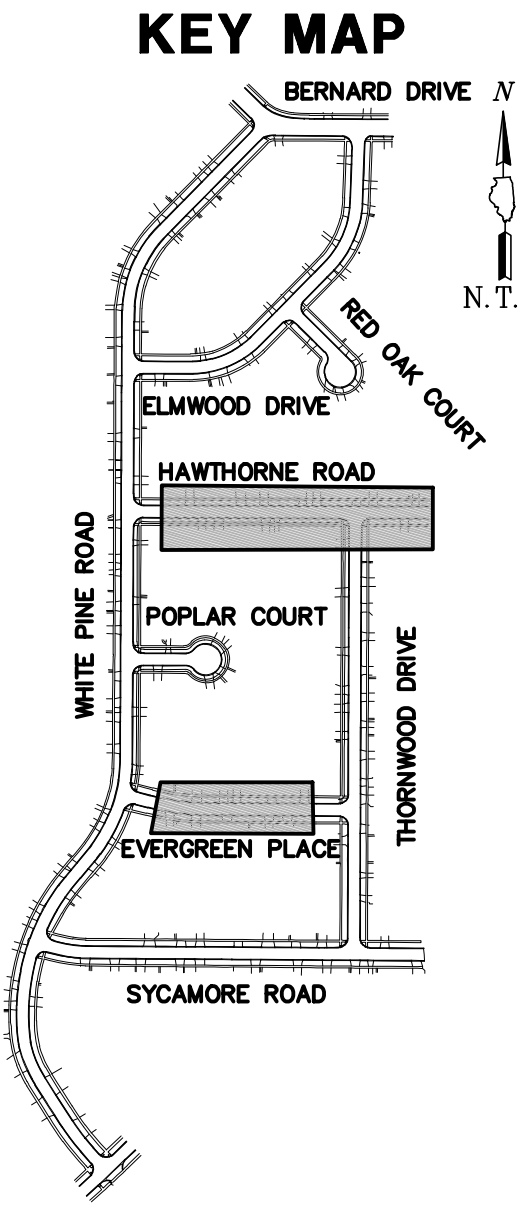 KEY MAP
BERNARD DRIVE
N
N.T.
RED OAK COURT
ELMWOOD DRIVE
HAWTHORNE ROAD
WHITE PINE ROAD
POPLAR COURT
THORNWOOD DRIVE
EVERGREEN PLACE
SYCAMORE ROAD